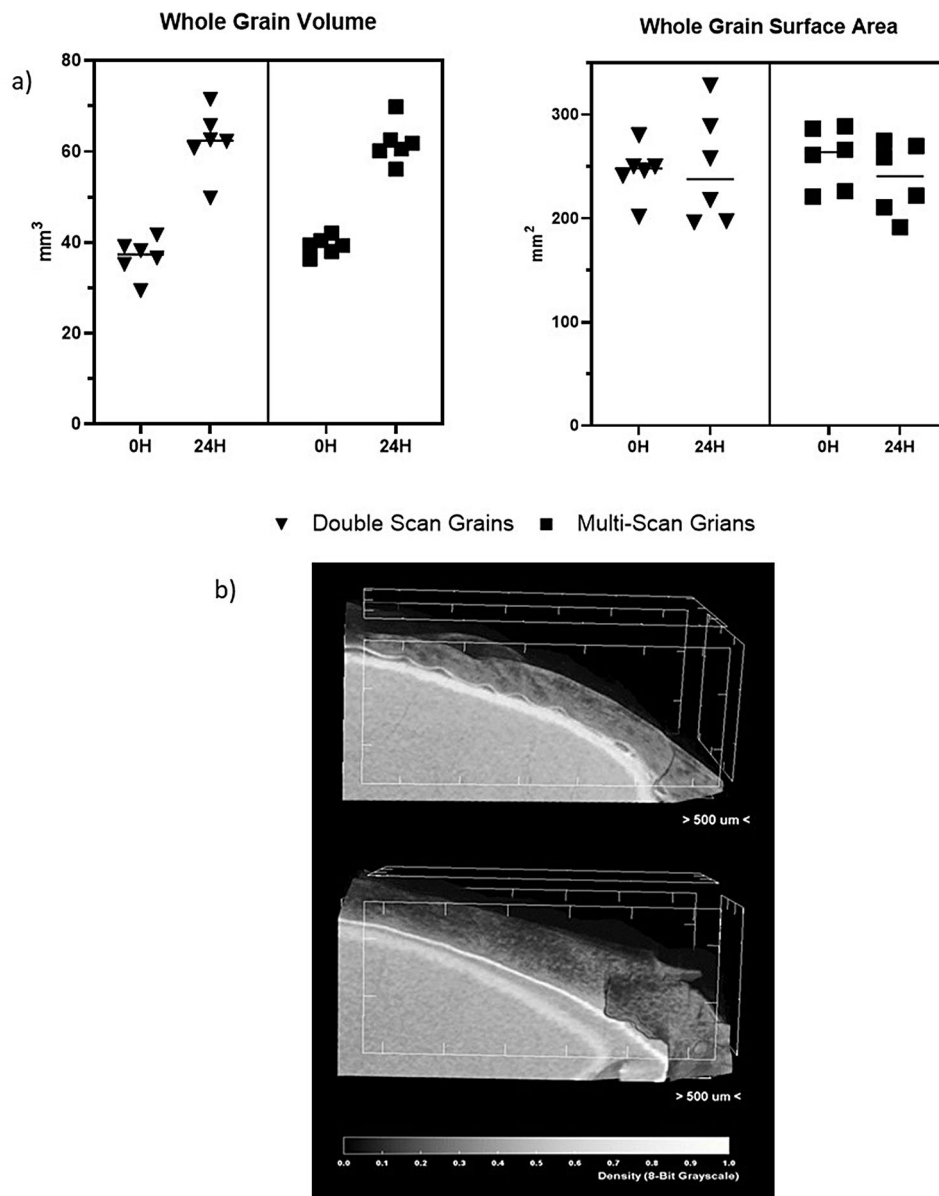 a)
Whole Grain Volume
mm3
80
60
40
20
0
0H 24H 0H 24H
Whole Grain Surface Area
mm2
300
200
100
0
0H 24H 0H 24H
▼ Double Scan Grains ■ Multi-Scan Grians
b)
> 500 um <
> 500 um <
0.0 0.1 0.2 0.3 0.4 0.5 0.6 0.7 0.8 0.9 1.0
Density (8-Bit Grayscale)